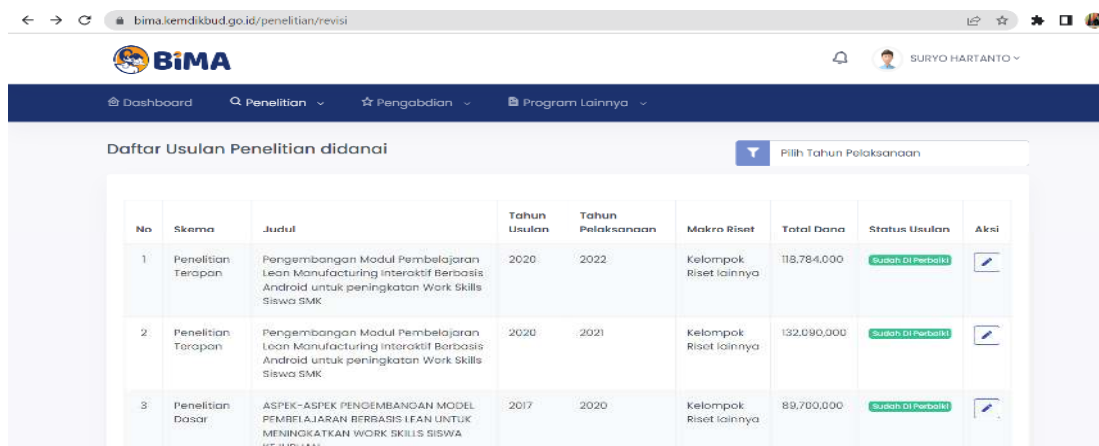 bima.kemdikbud.go.id/penelitian/revisi
BiMA
SURYO HARTANTO
Dashboard Penelitian Pengabdian Program Lainnya
Daftar Usulan Penelitian didanai
Pilih Tahun Pelaksanaan
No Skema Judul Tahun Usulan Tahun Pelaksanaan Makro Riset Total Dana Status Usulan Aksi
1 Penelitian Pengembangan Modul Pembelajaran 2020 2022 Kelompok 118,784,000 Sudah Di Perbaiki
Terapan Lean Manufacturing Interaktif Berbasis Riset lainnya
Android untuk peningkatan Work Skills
Siswa SMK
2 Penelitian Pengembangan Modul Pembelajaran 2020 2021 Kelompok 132,090,000 Sudah Di Perbaiki
Terapan Lean Manufacturing Interaktif Berbasis Riset lainnya
Android untuk peningkatan Work Skills
Siswa SMK
3 Penelitian ASPEK-ASPEK PENGEMBANGAN MODEL 2017 2020 Kelompok 89,700,000 Sudah Di Perbaiki
Dasar PEMBELAJARAN BERBASIS LEAN UNTUK Riset lainnya
MENINGKATKAN WORK SKILLS SISWA